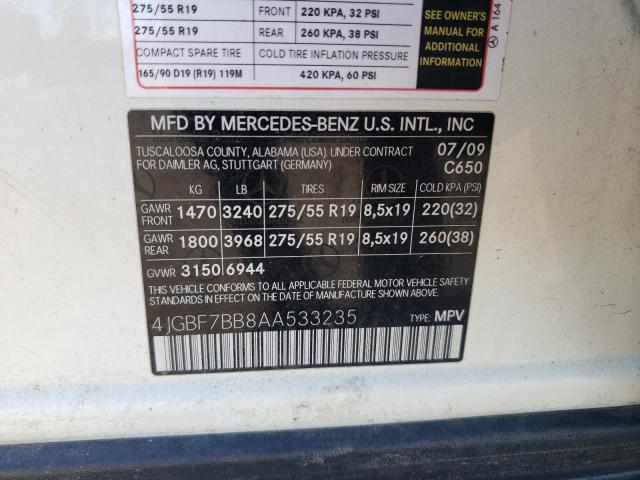 275/55 R19 FRONT 220 KPA, 32 PSI
275/55 R19 REAR 260 KPA, 38 PSI
COMPACT SPARE TIRE COLD TIRE INFLATION PRESSURE
165/90 D19 (R19) 119M 420 KPA, 60 PSI
SEE OWNER'S
MANUAL FOR
ADDITIONAL
INFORMATION
A 164
MFD BY MERCEDES-BENZ U.S. INTL., INC
TUSCALOOSA COUNTY, ALABAMA (USA) UNDER CONTRACT 07/09
FOR DAIMLER AG, STUTTGART (GERMANY) C650
KG LB TIRES RIM SIZE COLD KPA (PSI)
GAWR FRONT 1470 3240 275/55 R19 8,5x19 220(32)
GAWR REAR 1800 3968 275/55 R19 8,5x19 260(38)
GVWR 3150 6944
THIS VEHICLE CONFORMS TO ALL APPLICABLE FEDERAL MOTOR VEHICLE SAFETY
STANDARDS IN EFFECT ON THE DATE OF MANUFACTURE SHOWN ABOVE.
4JGBF7BB8AA533235 TYPE: MPV